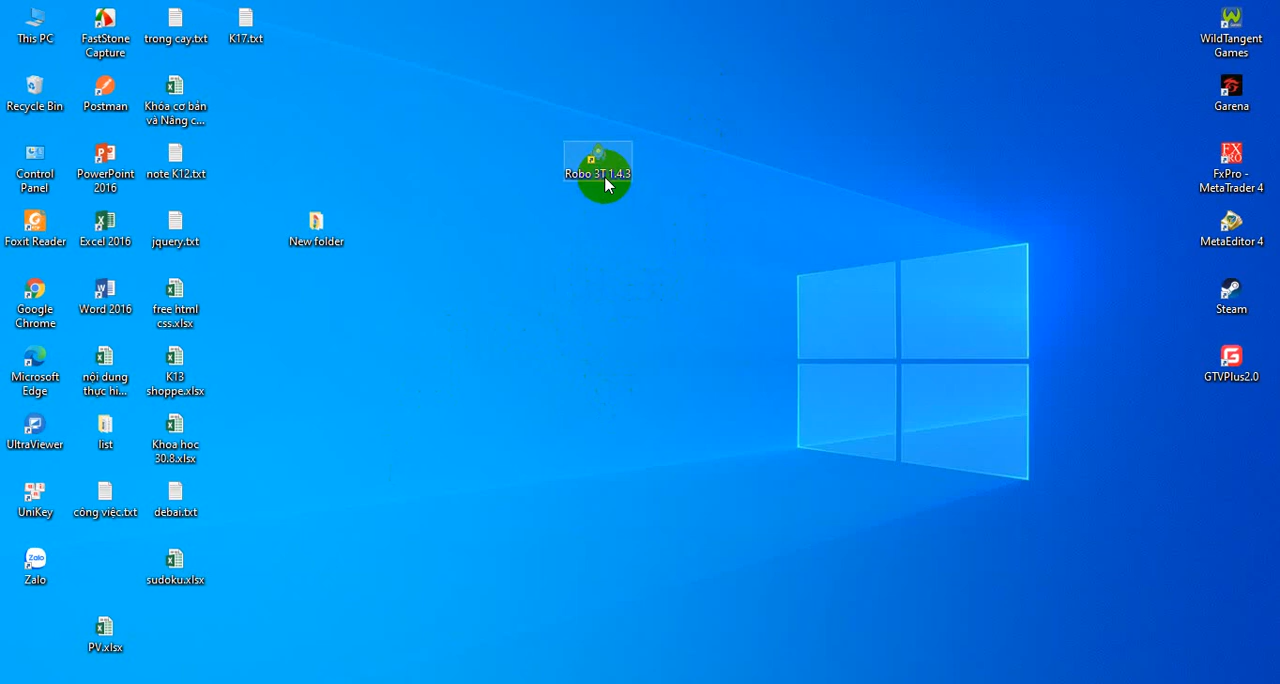 This PC
FastStone
Capture
trong cay.txt
K17.txt
WildTangent
Games
Recycle Bin
Postman
Khóa cơ bản
và Nâng c...
Garena
Control
Panel
PowerPoint
2016
note K12.txt
Robo 3T 1.4.3
FxPro -
MetaTrader 4
Foxit Reader
Excel 2016
jquery.txt
New folder
MetaEditor 4
Google
Chrome
Word 2016
free html
css.xlsx
Steam
Microsoft
Edge
nội dung
thực hi...
K13
shoppe.xlsx
GTVPlus2.0
UltraViewer
list
Khoa hoc
30.8.xlsx
UniKey
công việc.txt
debai.txt
Zalo
Zalo
sudoku.xlsx
PV.xlsx